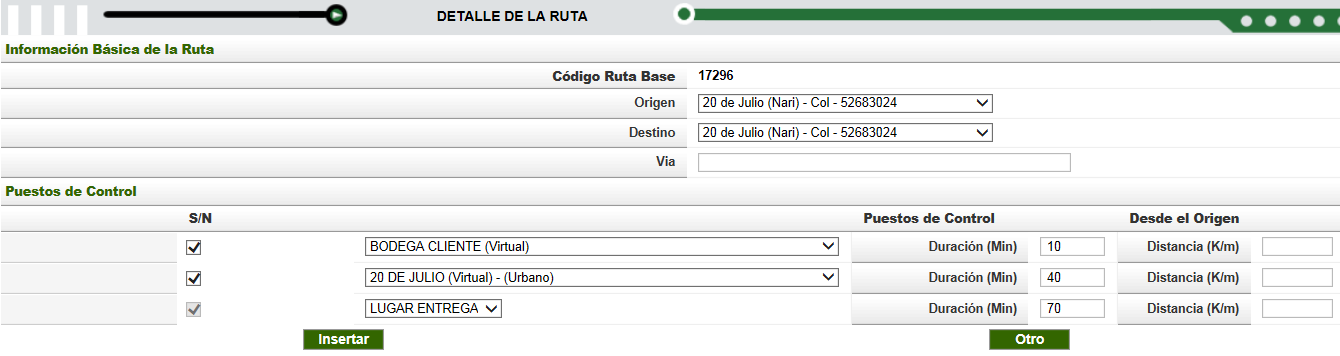 DETALLE DE LA RUTA
Información Básica de la Ruta
Código Ruta Base 17296
Origen 20 de Julio (Nari) - Col - 52683024
Destino 20 de Julio (Nari) - Col - 52683024
Via
Puestos de Control
S/N Puestos de Control Desde el Origen
BODEGA CLIENTE (Virtual) Duración (Min) 10 Distancia (K/m)
20 DE JULIO (Virtual) - (Urbano) Duración (Min) 40 Distancia (K/m)
LUGAR ENTREGA Duración (Min) 70 Distancia (K/m)
Insertar Otro